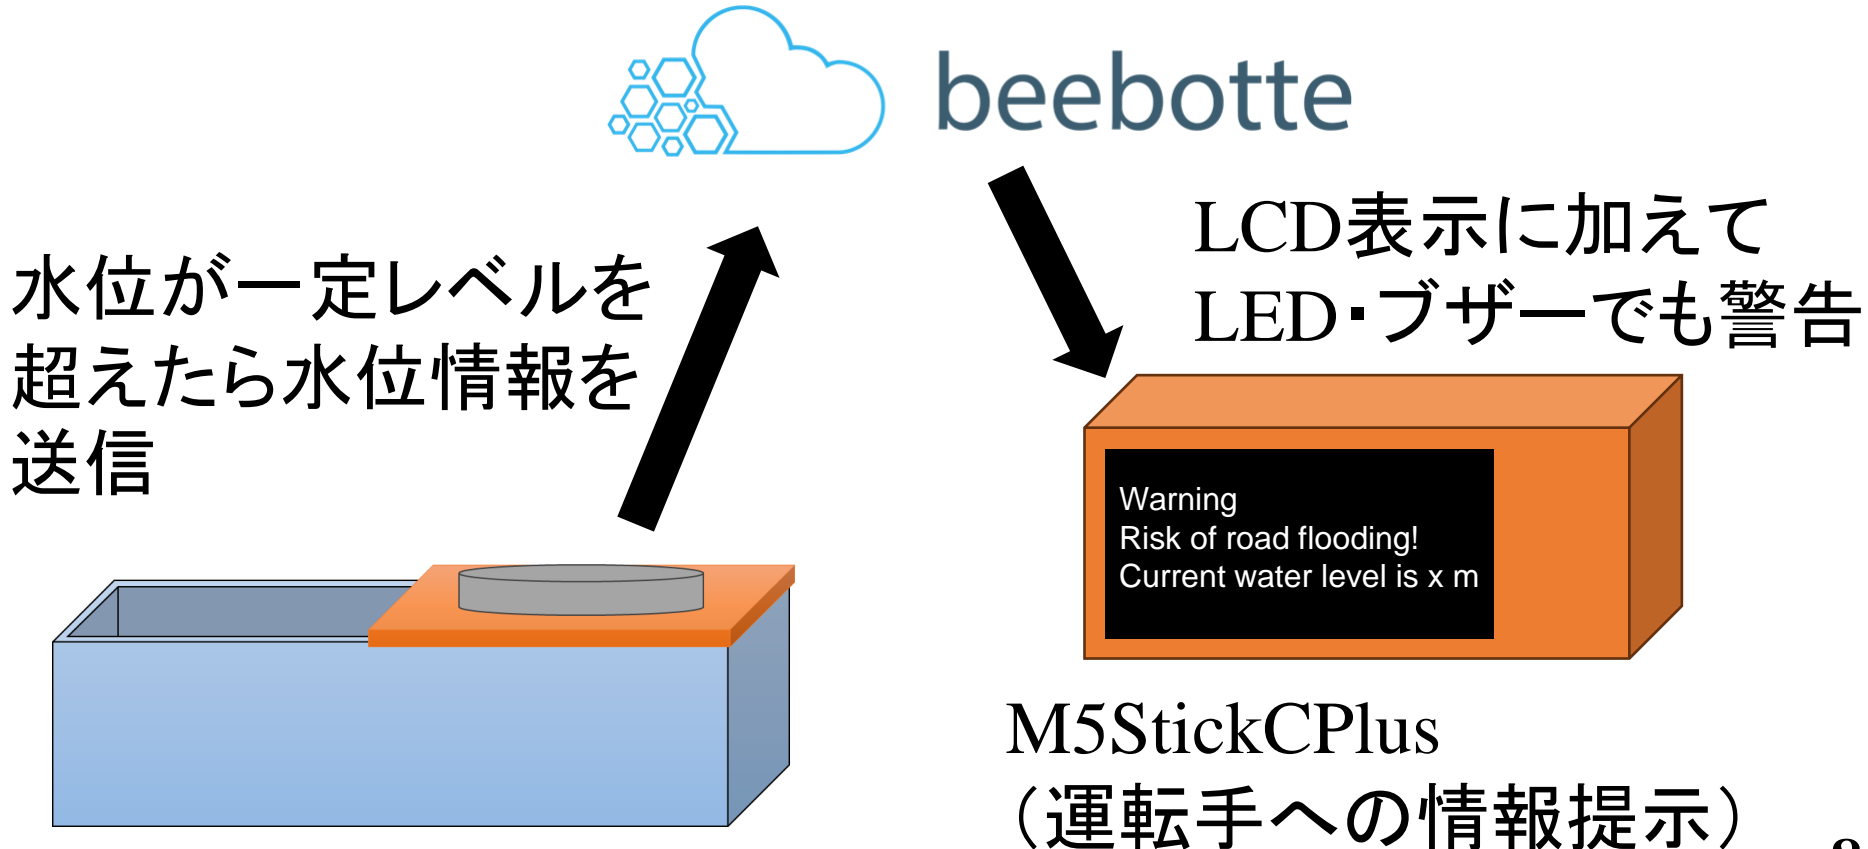 beebotte
水位が一定レベルを
超えたら水位情報を
送信
LCD表示に加えて
LED・ブザーでも警告
Warning
Risk of road flooding!
Current water level is x m
M5StickCPlus
（運転手への情報提示）